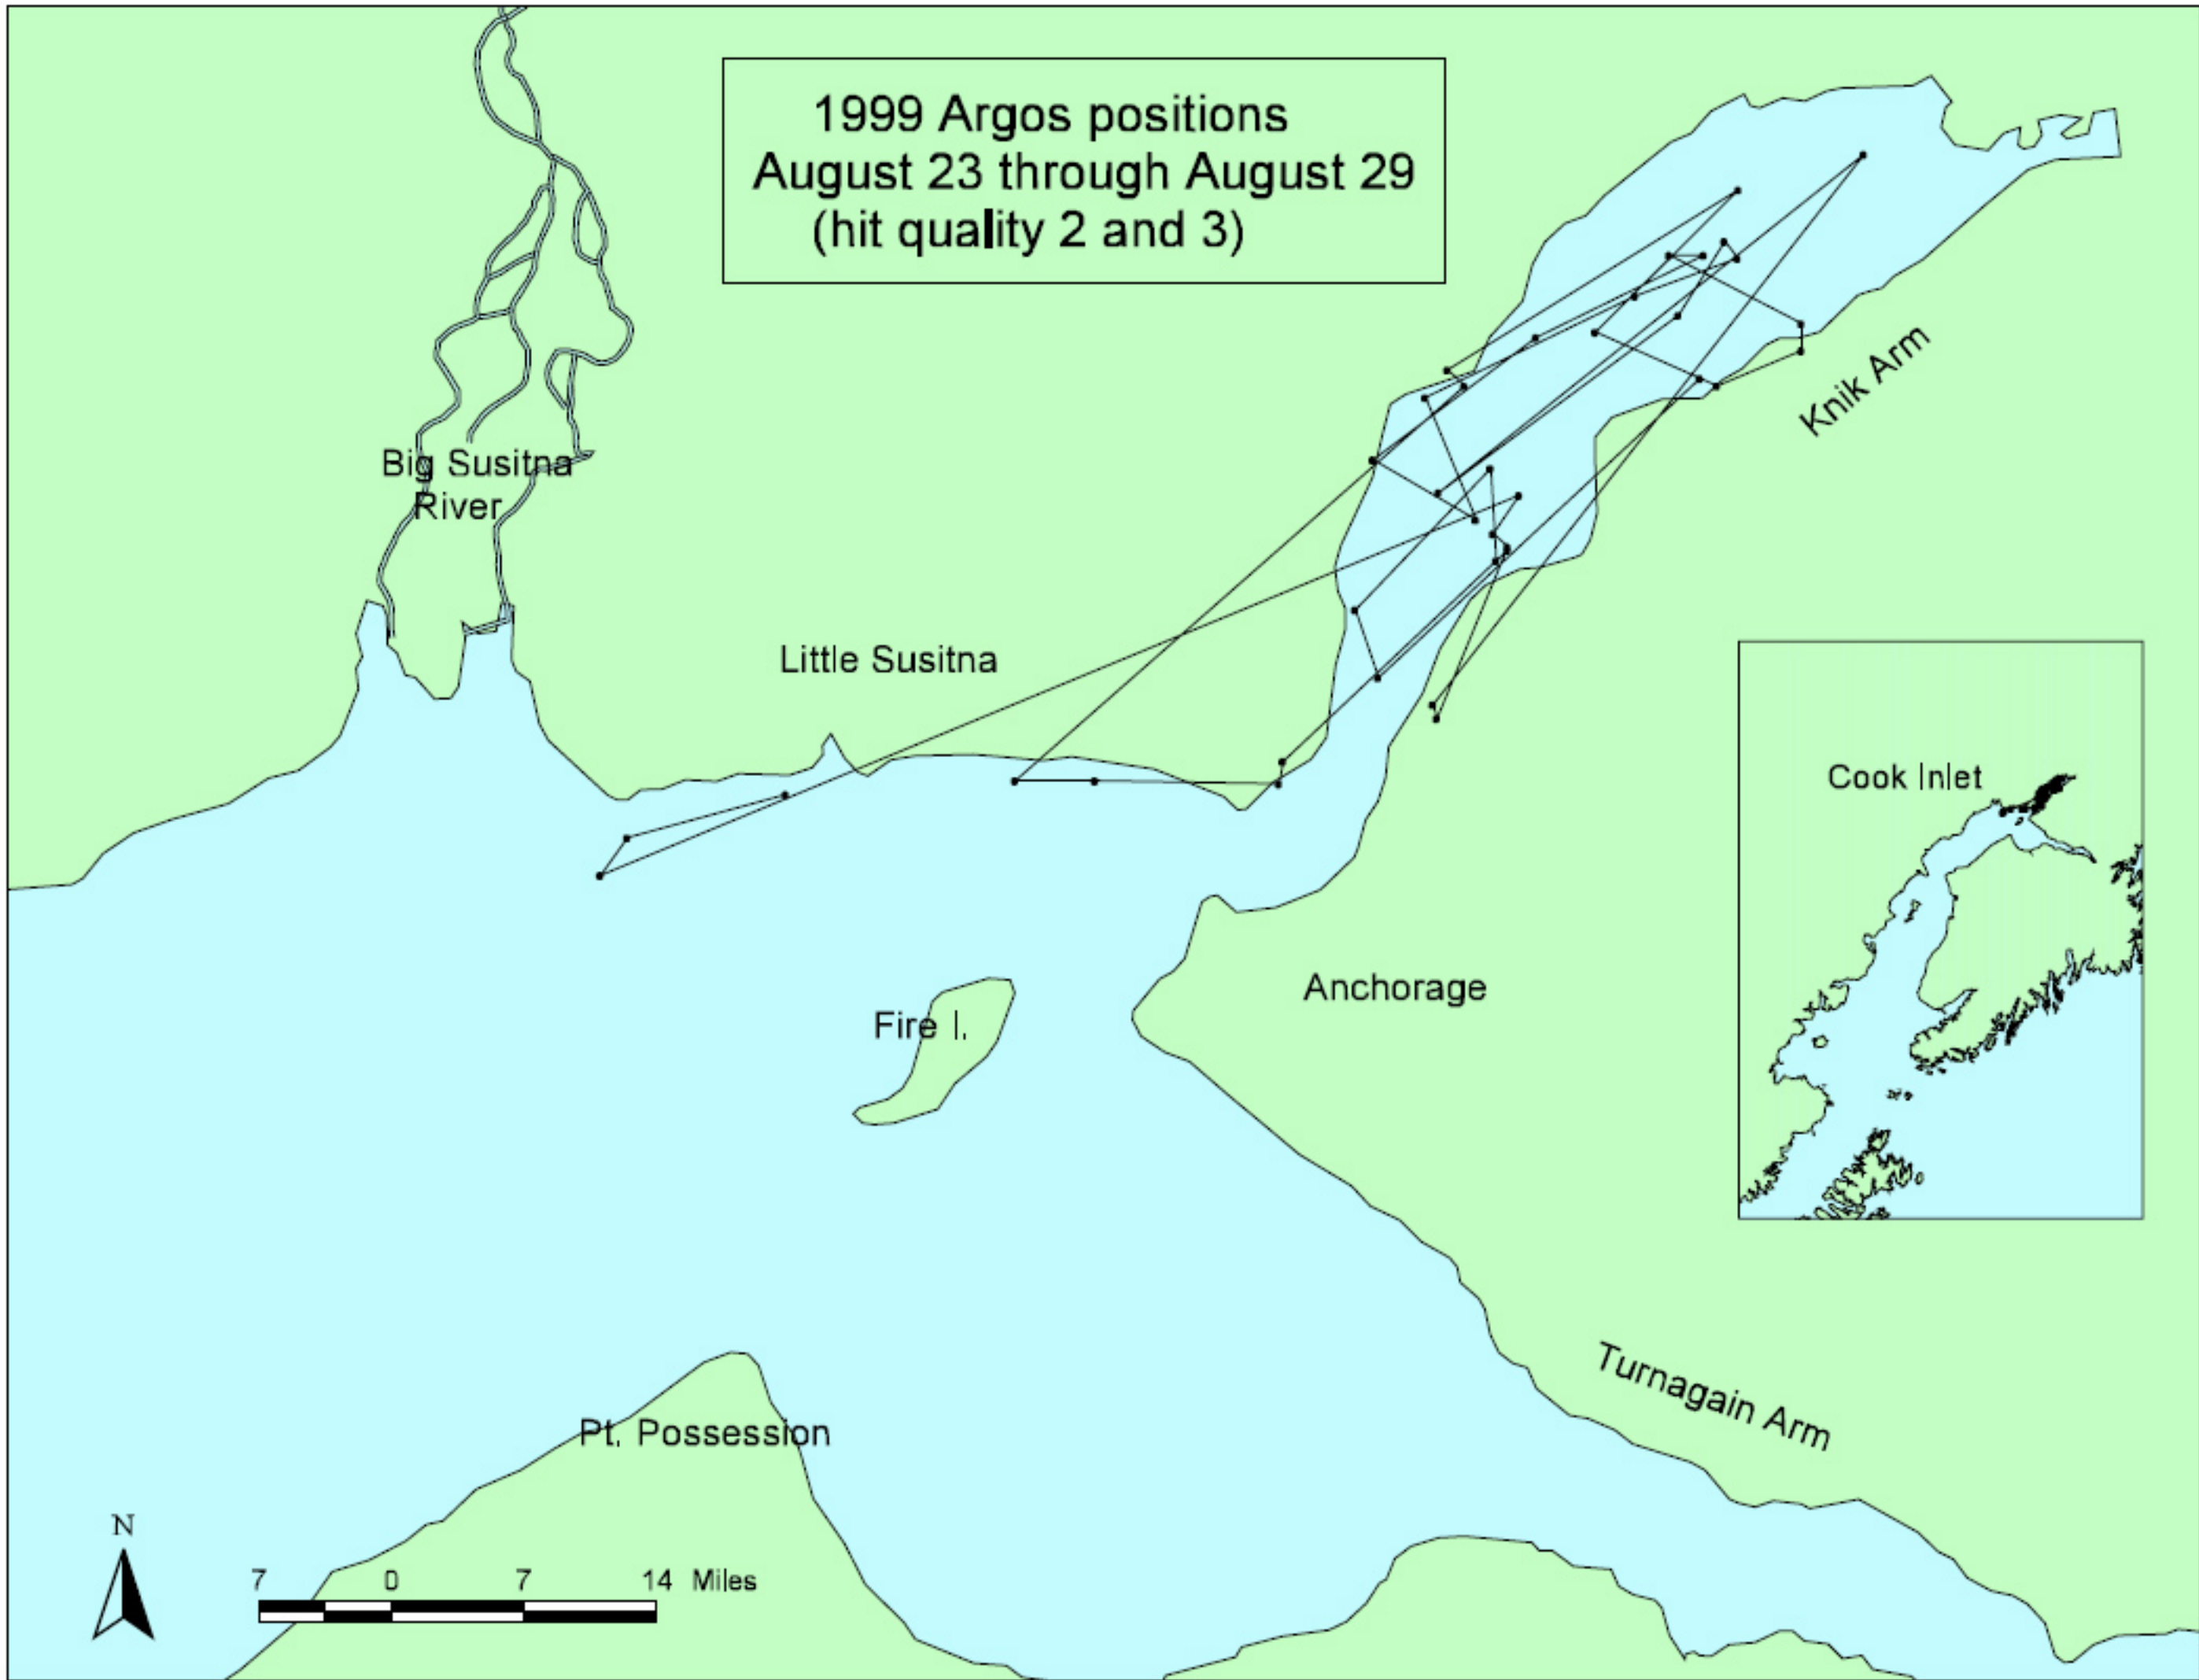 1999 Argos positions
August 23 through August 29
(hit quality 2 and 3)
Knik Arm
Big Susitna
River
Little Susitna
Cook Inlet
Anchorage
Fire I.
Turnagain Arm
Pt. Possession
N
7 0 7 14 Miles